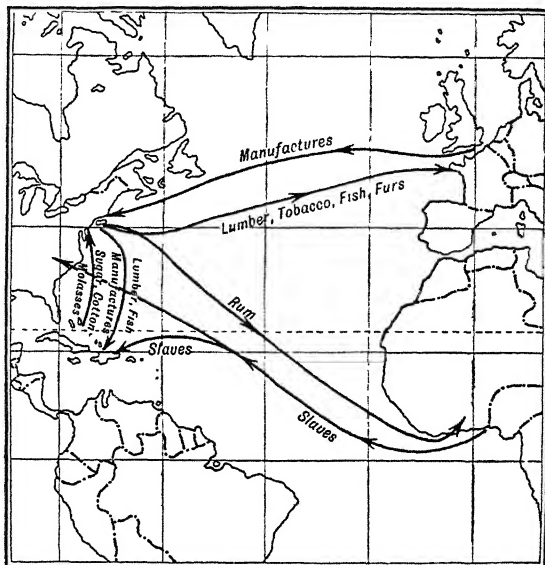 Manufactures
Lumber, Tobacco, Fish, Furs
Lumber, Fish
Manufactures
Sugar, Cotton,
Molasses
Rum
Slaves
Slaves